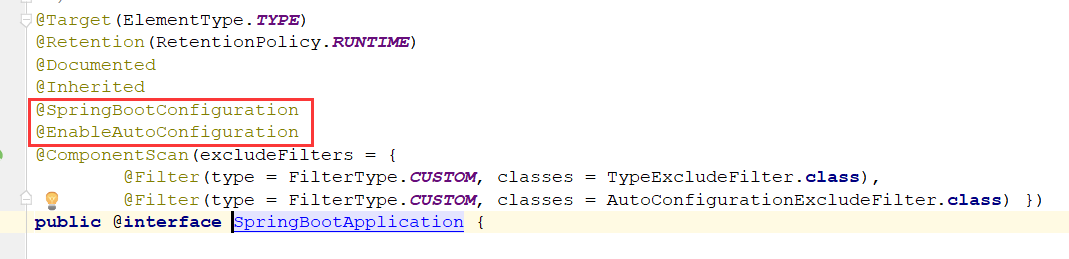 @Target(ElementType.TYPE)
@Retention(RetentionPolicy.RUNTIME)
@Documented
@Inherited
@SpringBootConfiguration
@EnableAutoConfiguration
@ComponentScan(excludeFilters = {
        @Filter(type = FilterType.CUSTOM, classes = TypeExcludeFilter.class),
        @Filter(type = FilterType.CUSTOM, classes = AutoConfigurationExcludeFilter.class) })
public @interface SpringBootApplication {